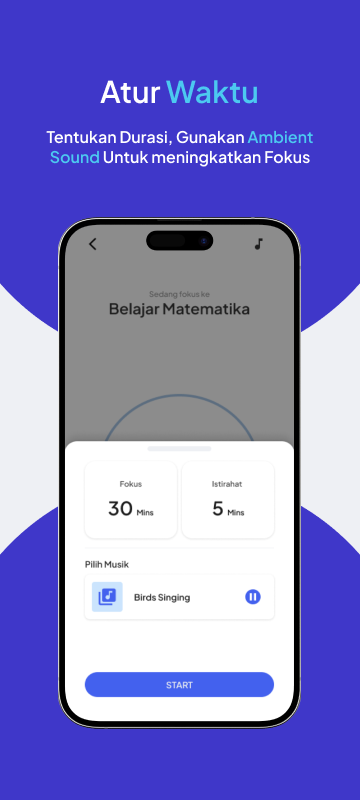 Atur Waktu
Tentukan Durasi, Gunakan Ambient
Sound Untuk meningkatkan Fokus
Sedang fokus ke
Belajar Matematika
Fokus
30 Mins
Istirahat
5 Mins
Pilih Musik
Birds Singing
START